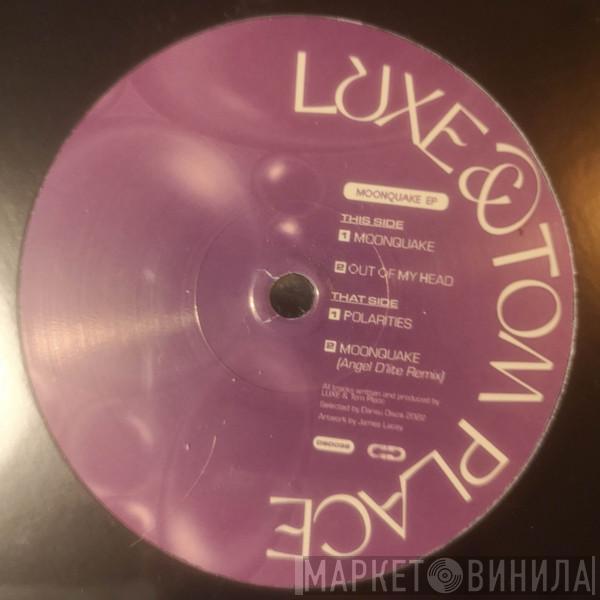 LUXE & TOM PLACE
MOONQUAKE EP
THIS SIDE
1 MOONQUAKE
2 OUT OF MY HEAD
THAT SIDE
1 POLARITIES
2 MOONQUAKE
(Angel D'lite Remix)
All tracks written and produced by
LUXE & Tom Place
Selected by Dansu Discs 2022
Artwork by James Lacey
МАРКЕТ ВИНИЛА